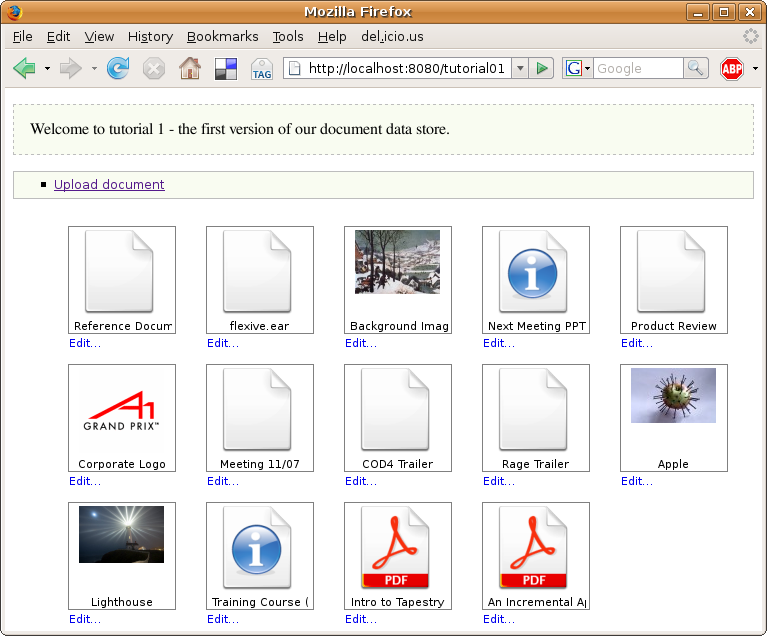 Mozilla Firefox
File Edit View History Bookmarks Tools Help del.icio.us
TAG http://localhost:8080/tutorial01 G Google ABP
Welcome to tutorial 1 - the first version of our document data store.
Upload document
Reference Docum flexive.ear Background Imag Next Meeting PPT Product Review
Edit... Edit... Edit... Edit... Edit...
A1
GRAND PRIX™
Corporate Logo Meeting 11/07 COD4 Trailer Rage Trailer Apple
Edit... Edit... Edit... Edit... Edit...
PDF PDF
Lighthouse Training Course ( Intro to Tapestry An Incremental Ap
Edit... Edit... Edit... Edit...